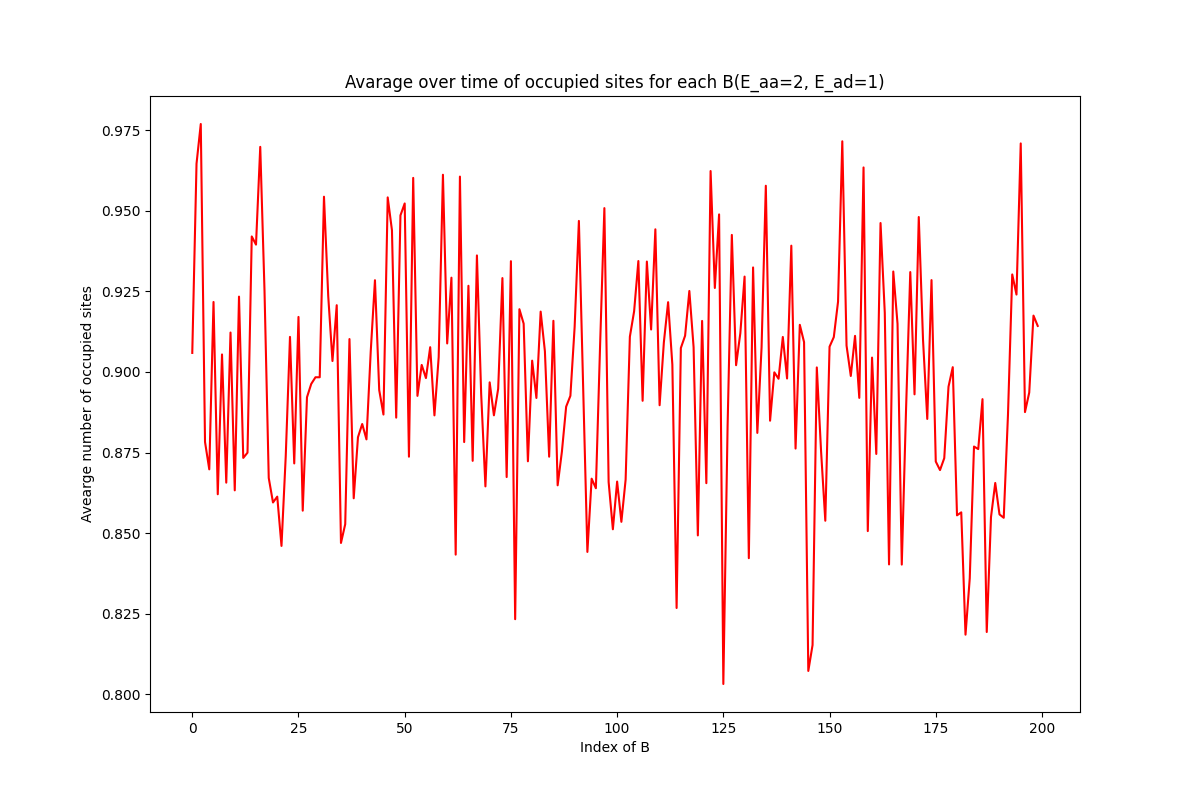 Avarage over time of occupied sites for each B(E_aa=2, E_ad=1)
Avearge number of occupied sites
0.975
0.950
0.925
0.900
0.875
0.850
0.825
0.800
0 25 50 75 100 125 150 175 200
Index of B